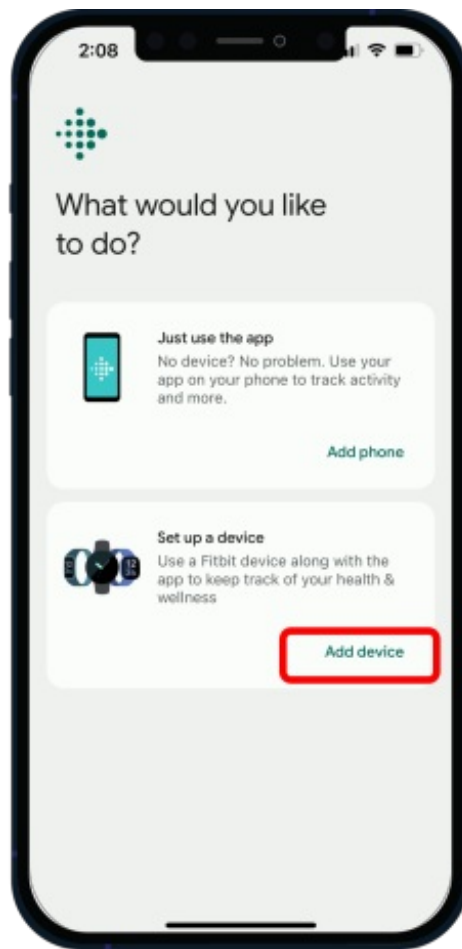 2:08
What would you like
to do?
Just use the app
No device? No problem. Use your
app on your phone to track activity
and more.
Add phone
Set up a device
Use a Fitbit device along with the
app to keep track of your health &
wellness
Add device